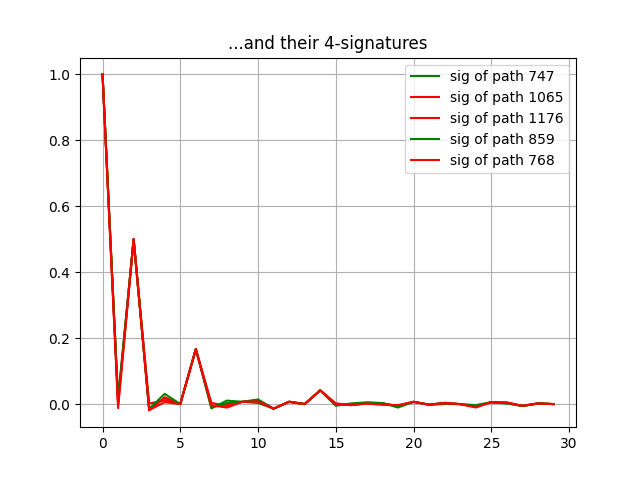 ...and their 4-signatures
sig of path 747
sig of path 1065
sig of path 1176
sig of path 859
sig of path 768
1.0
0.8
0.6
0.4
0.2
0.0
0 5 10 15 20 25 30